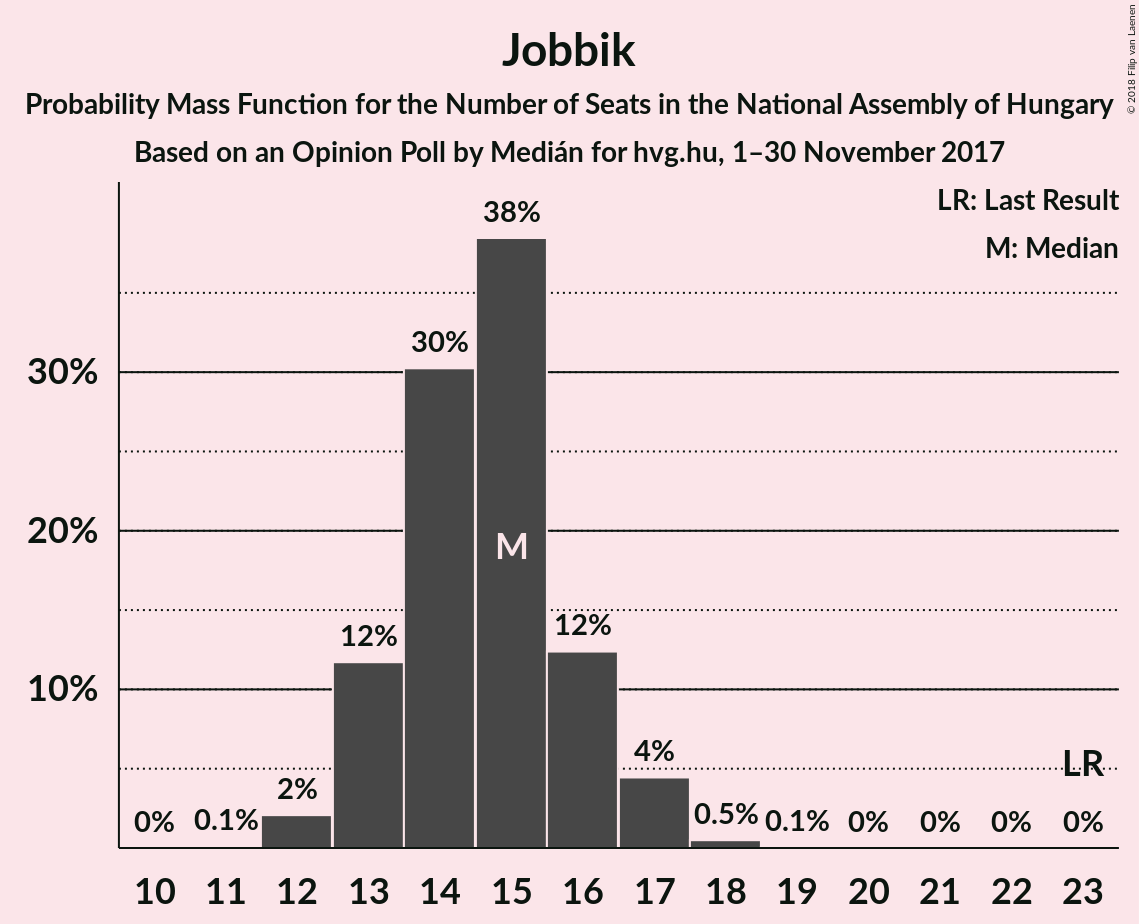 Jobbik
Probability Mass Function for the Number of Seats in the National Assembly of Hungary
Based on an Opinion Poll by Medián for hvg.hu, 1–30 November 2017
© 2018 Filip van Laenen
LR: Last Result
M: Median
38%
30%
30%
20%
M
12%
12%
10%
4%
LR
2%
0%
0.1%
0.5%
0.1%
0%
0%
0%
0%
10 11 12 13 14 15 16 17 18 19 20 21 22 23